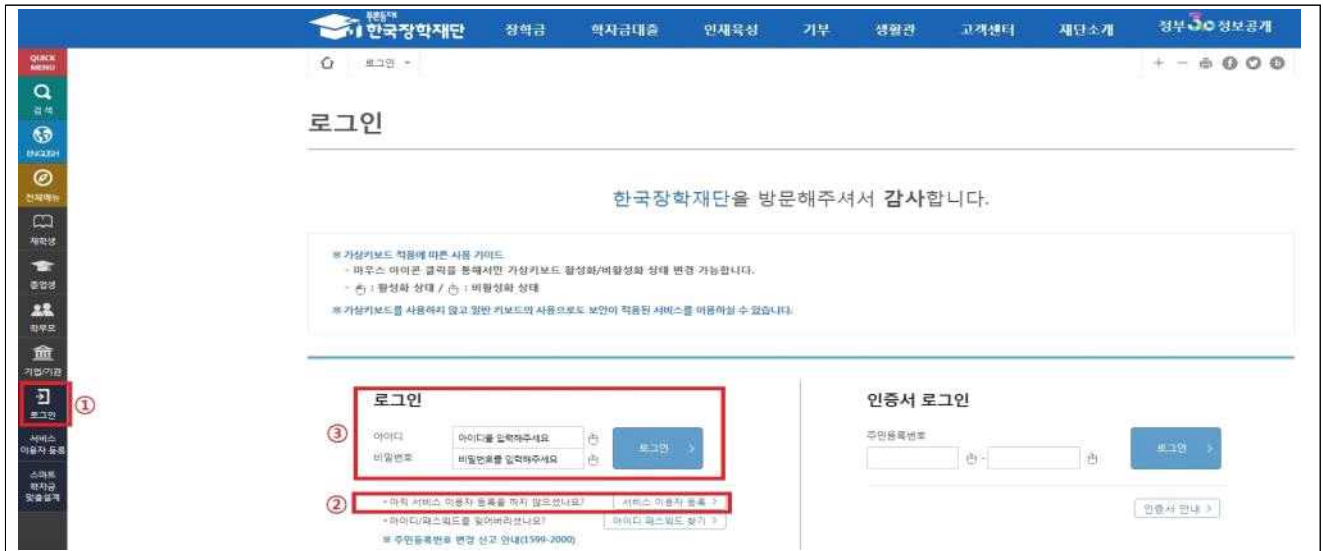 푸른등대
한국장학재단 장학금 학자금대출 인재육성 기부 생활관 고객센터 재단소개 정부3.0 정보공개
QUICK MENU
로그인
검색
ENGLISH
전체메뉴
재학생
졸업생
학부모
기업/기관
로그인
①
서비스
이용자 등록
스마트
학자금
맞춤설계
로그인
한국장학재단을 방문해주셔서 감사합니다.
※ 가상키보드 적용에 따른 사용 가이드
- 마우스 아이콘 클릭을 통해서만 가상키보드 활성화/비활성화 상태 변경 가능합니다.
- : 활성화 상태 / : 비활성화 상태
※ 가상키보드를 사용하지 않고 일반 키보드의 사용으로도 보안이 적용된 서비스를 이용하실 수 있습니다.
③
로그인
아이디 아이디를 입력해주세요
비밀번호 비밀번호를 입력해주세요
로그인 >
②
• 아직 서비스 이용자 등록을 하지 않으셨나요? 서비스 이용자 등록 >
• 아이디/패스워드를 잊어버리셨나요? 아이디 패스워드 찾기 >
※ 주민등록번호 변경 신고 안내(1599-2000)
인증서 로그인
주민등록번호
-
로그인 >
인증서 안내 >